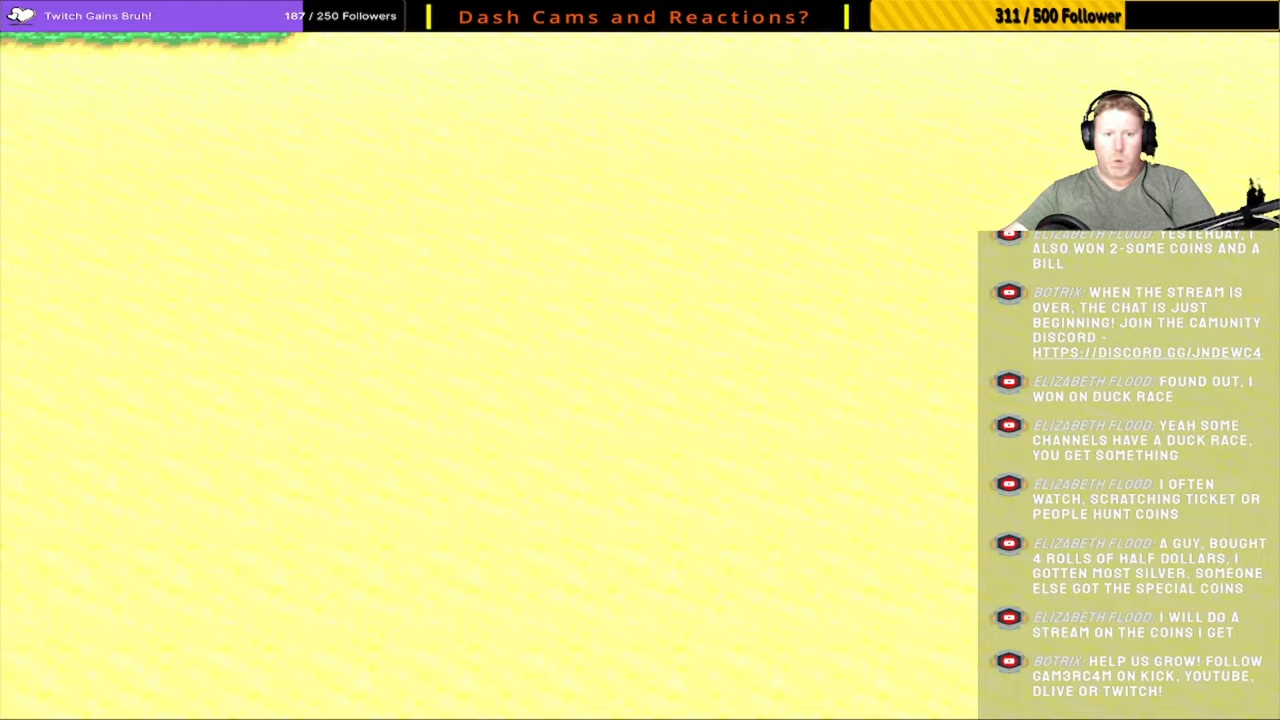 Twitch Gains Bruh!
187 / 250 Followers
Dash Cams and Reactions?
311 / 500 Follower
ELIZABETH FLOOD: YESTERDAY, I
ALSO WON 2-SOME COINS AND A
BILL
BOTRIX: WHEN THE STREAM IS
OVER, THE CHAT IS JUST
BEGINNING! JOIN THE CAMUNITY
DISCORD -
HTTPS://DISCORD.GG/JNDEWC4
ELIZABETH FLOOD: FOUND OUT, I
WON ON DUCK RACE
ELIZABETH FLOOD: YEAH SOME
CHANNELS HAVE A DUCK RACE,
YOU GET SOMETHING
ELIZABETH FLOOD: I OFTEN
WATCH, SCRATCHING TICKET OR
PEOPLE HUNT COINS
ELIZABETH FLOOD: A GUY, BOUGHT
4 ROLLS OF HALF DOLLARS, I
GOTTEN MOST SILVER, SOMEONE
ELSE GOT THE SPECIAL COINS
ELIZABETH FLOOD: I WILL DO A
STREAM ON THE COINS I GET
BOTRIX: HELP US GROW! FOLLOW
GAM3RC4M ON KICK, YOUTUBE,
DLIVE OR TWITCH!